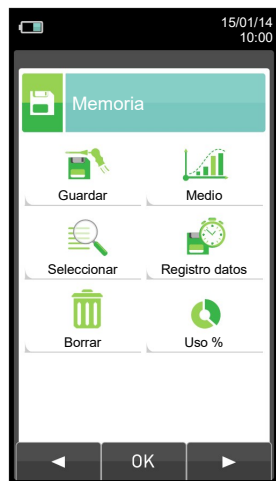 15/01/14
10:00
Memoria
Guardar
Medio
Seleccionar
Registro datos
Borrar
Uso %
OK